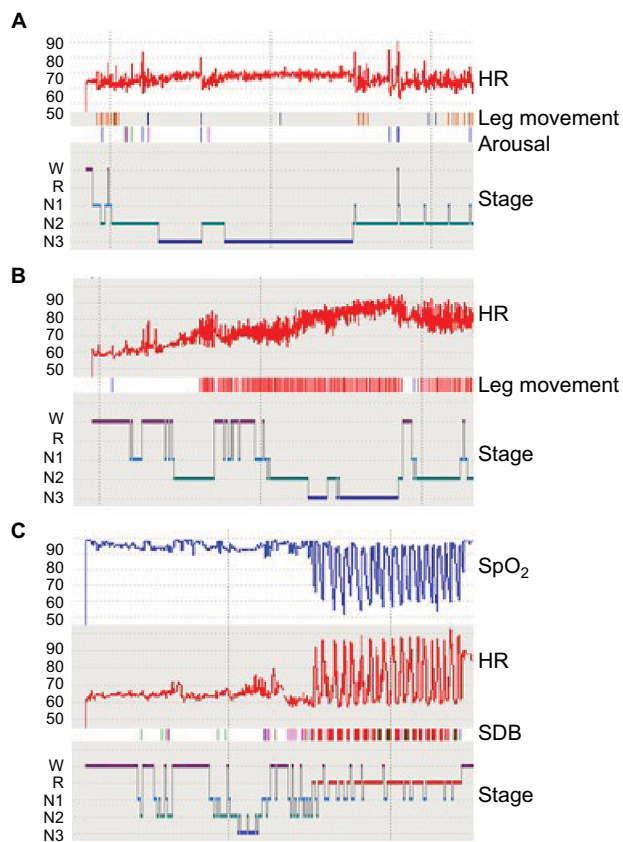 A
90
80
70
60
50
HR
Leg movement
Arousal
W
R
N1
N2
N3
Stage
B
90
80
70
60
50
HR
Leg movement
W
R
N1
N2
N3
Stage
C
90
80
70
60
50
SpO₂
90
80
70
60
50
HR
SDB
W
R
N1
N2
N3
Stage